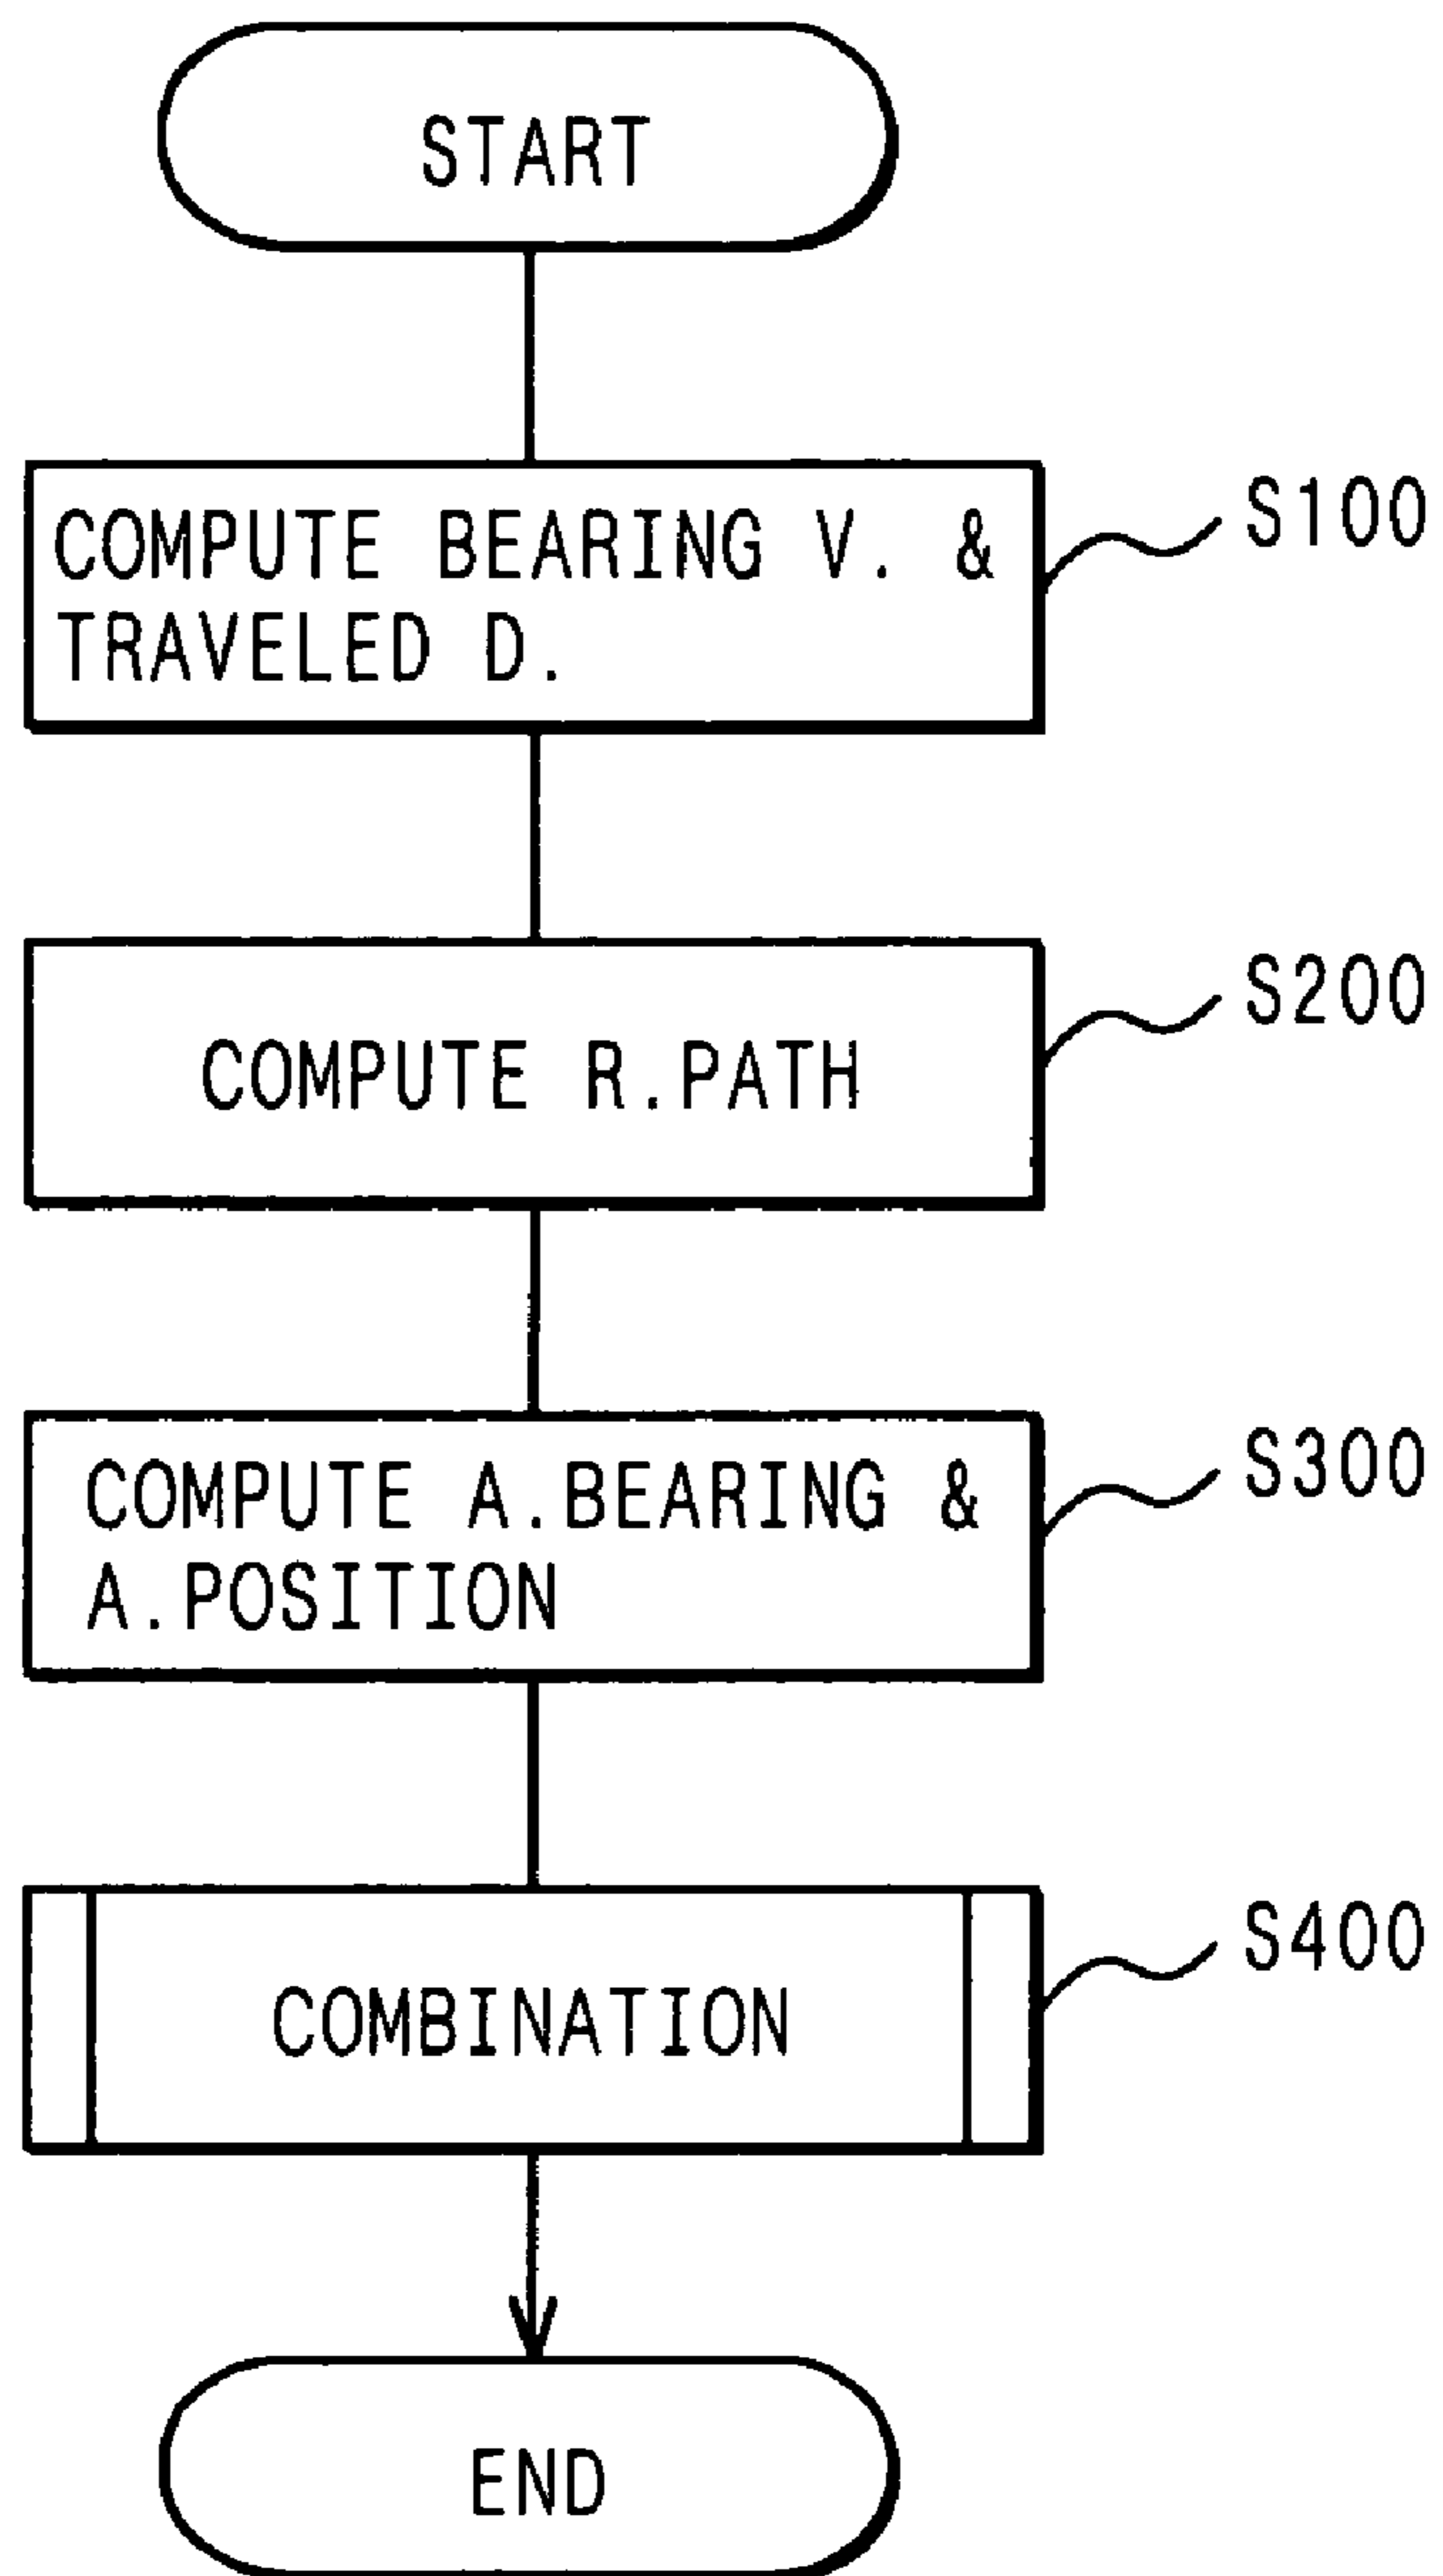 START
COMPUTE BEARING V. &
TRAVELED D.
S100
COMPUTE R.PATH
S200
COMPUTE A.BEARING &
A.POSITION
S300
COMBINATION
S400
END